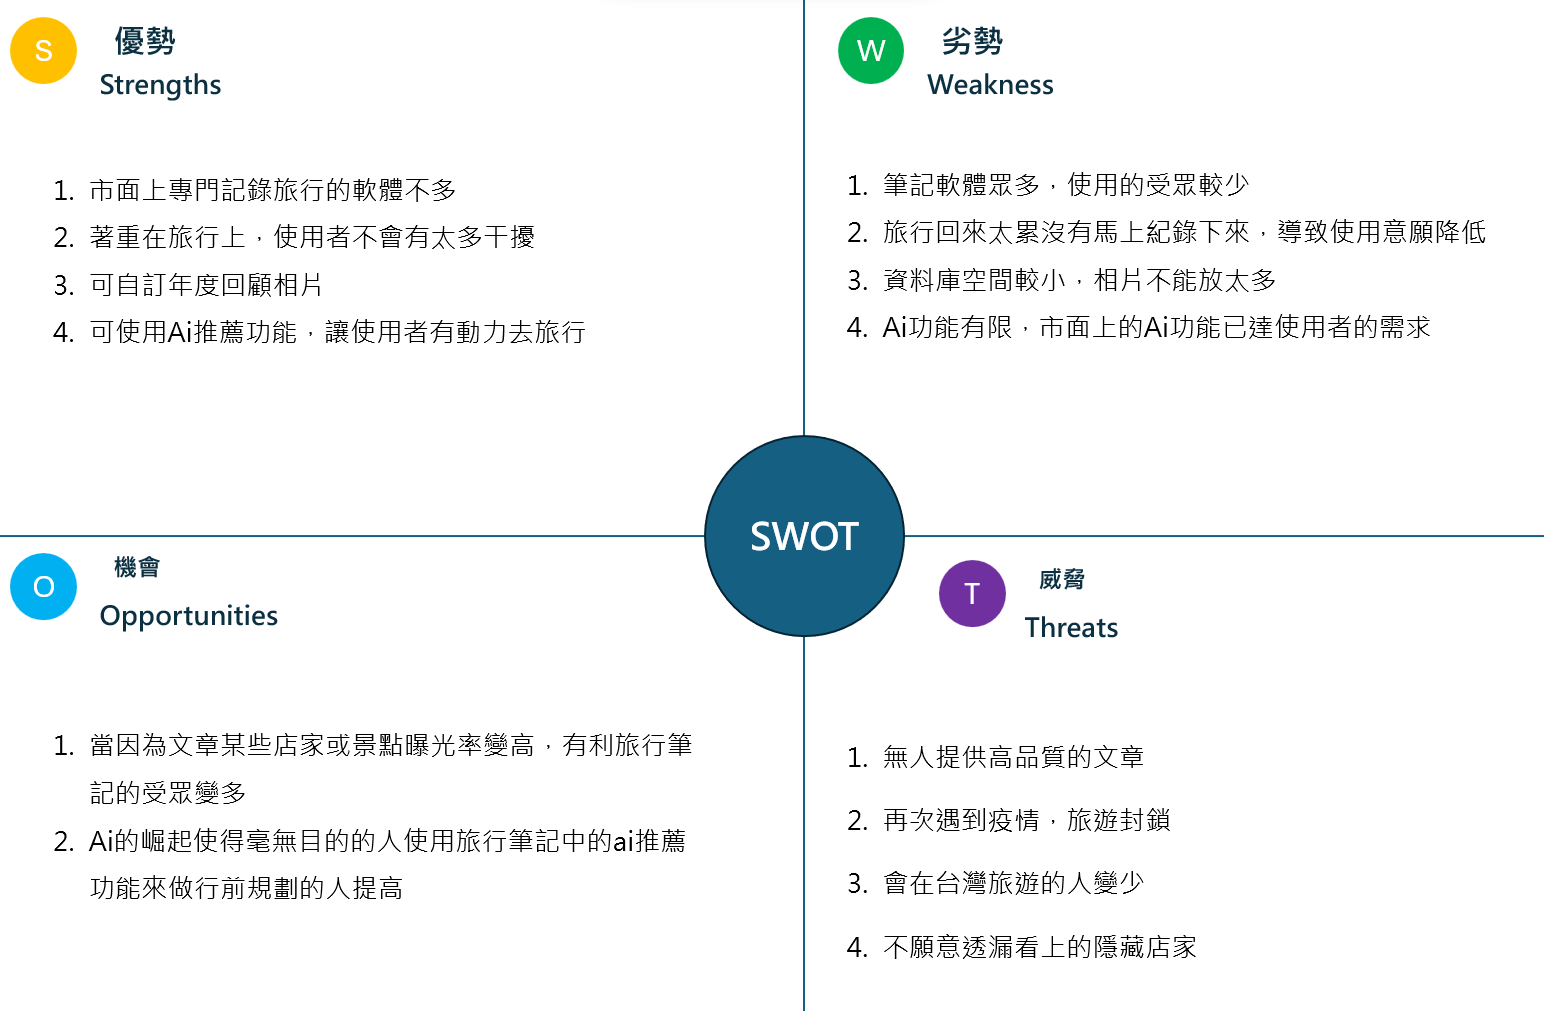 S
優勢
Strengths
1. 市面上專門記錄旅行的軟體不多
2. 著重在旅行上，使用者不會有太多干擾
3. 可自訂年度回顧相片
4. 可使用Ai推薦功能，讓使用者有動力去旅行
W
劣勢
Weakness
1. 筆記軟體眾多，使用的受眾較少
2. 旅行回來太累沒有馬上紀錄下來，導致使用意願降低
3. 資料庫空間較小，相片不能放太多
4. Ai功能有限，市面上的Ai功能已達使用者的需求
SWOT
O
機會
Opportunities
1. 當因為文章某些店家或景點曝光率變高，有利旅行筆
記的受眾變多
2. Ai的崛起使得毫無目的的人使用旅行筆記中的ai推薦
功能來做行前規劃的人提高
T
威脅
Threats
1. 無人提供高品質的文章
2. 再次遇到疫情，旅遊封鎖
3. 會在台灣旅遊的人變少
4. 不願意透漏看上的隱藏店家